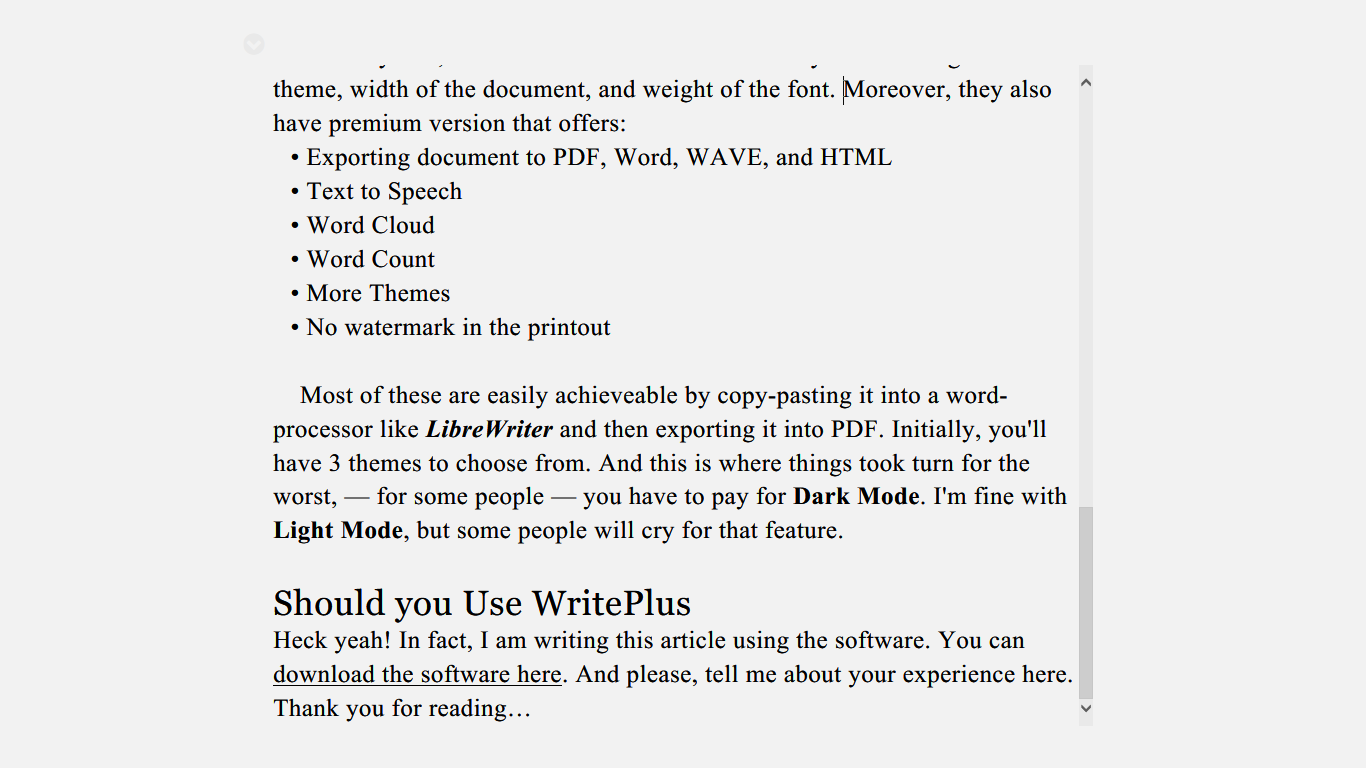 theme, width of the document, and weight of the font. Moreover, they also
have premium version that offers:
• Exporting document to PDF, Word, WAVE, and HTML
• Text to Speech
• Word Cloud
• Word Count
• More Themes
• No watermark in the printout
Most of these are easily achieveable by copy-pasting it into a word-
processor like LibreWriter and then exporting it into PDF. Initially, you'll
have 3 themes to choose from. And this is where things took turn for the
worst, — for some people — you have to pay for Dark Mode. I'm fine with
Light Mode, but some people will cry for that feature.
Should you Use WritePlus
Heck yeah! In fact, I am writing this article using the software. You can
download the software here. And please, tell me about your experience here.
Thank you for reading…